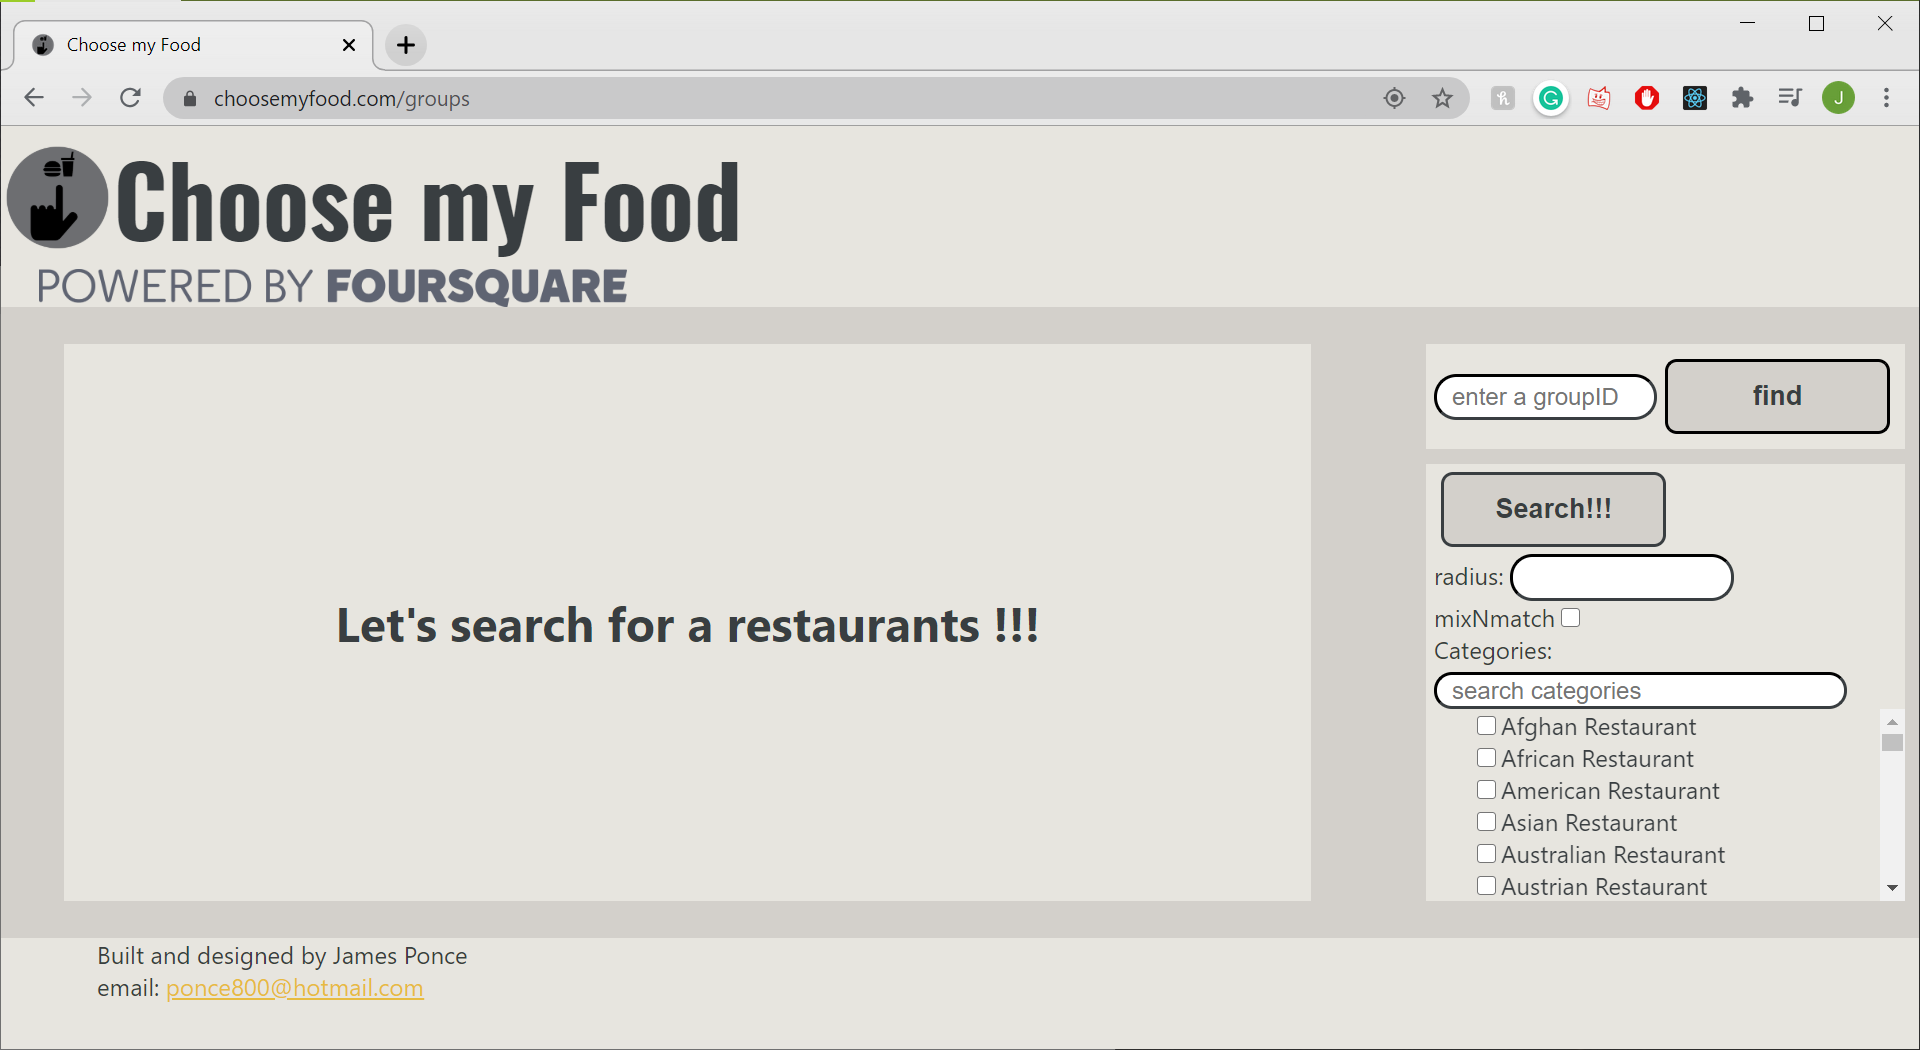 Choose my Food
choosemyfood.com/groups
J
Choose my Food
POWERED BY FOURSQUARE
enter a groupID
find
Search!!!
radius:
mixNmatch
Categories:
search categories
Afghan Restaurant
African Restaurant
American Restaurant
Asian Restaurant
Australian Restaurant
Austrian Restaurant
Let's search for a restaurants !!!
Built and designed by James Ponce
email: ponce800@hotmail.com